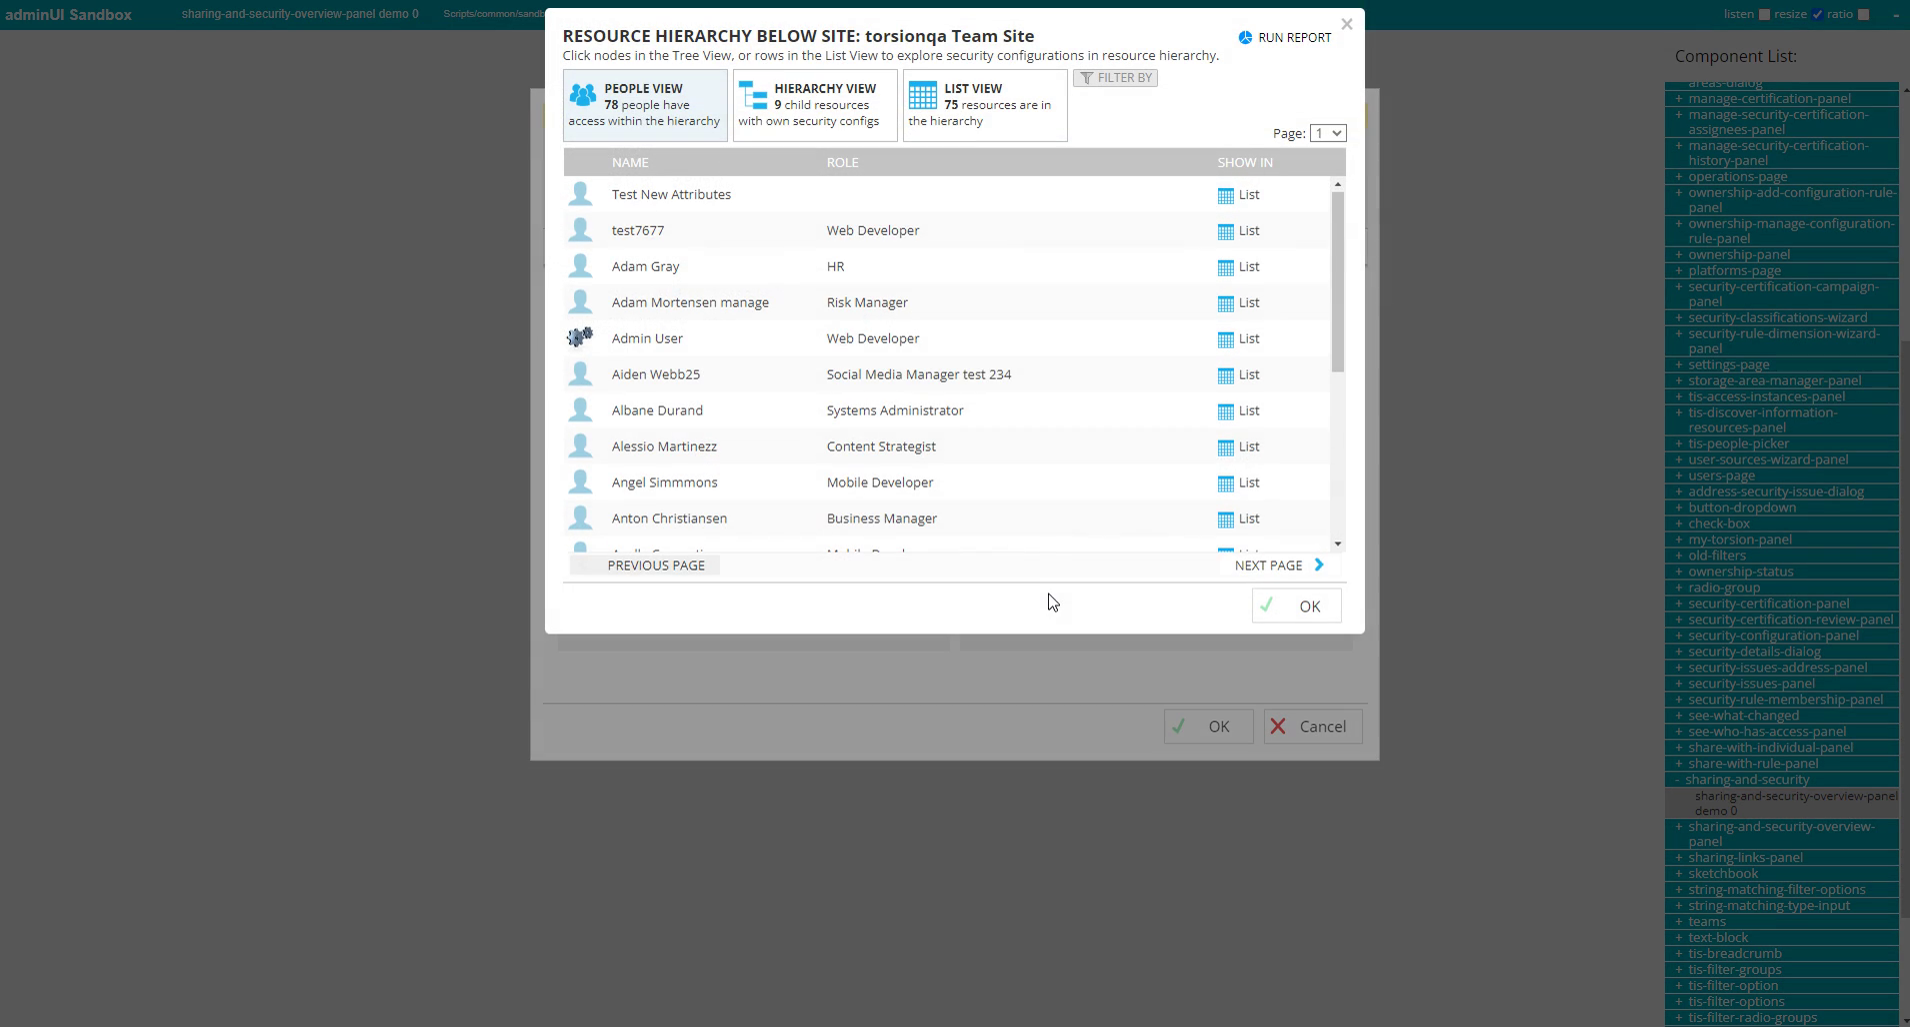 adminUI Sandbox
sharing-and-security-overview-panel demo 0
listen resize ratio -
RESOURCE HIERARCHY BELOW SITE: torsionqa Team Site
RUN REPORT
Click nodes in the Tree View, or rows in the List View to explore security configurations in resource hierarchy.
PEOPLE VIEW
78 people have
access within the hierarchy
HIERARCHY VIEW
9 child resources
with own security configs
LIST VIEW
75 resources are in
the hierarchy
FILTER BY
Page: 1
NAME ROLE SHOW IN
Test New Attributes List
test7677 Web Developer List
Adam Gray HR List
Adam Mortensen manage Risk Manager List
Admin User Web Developer List
Aiden Webb25 Social Media Manager test 234 List
Albane Durand Systems Administrator List
Alessio Martinezz Content Strategist List
Angel Simmmons Mobile Developer List
Anton Christiansen Business Manager List
PREVIOUS PAGE NEXT PAGE
OK
OK Cancel
Component List:
areas-dialog
+ manage-certification-panel
+ manage-security-certification-
assignees-panel
+ manage-security-certification-
history-panel
+ operations-page
+ ownership-add-configuration-rule-
panel
+ ownership-manage-configuration-
rule-panel
+ ownership-panel
+ platforms-page
+ security-certification-campaign-
panel
+ security-classifications-wizard
+ security-rule-dimension-wizard-
panel
+ settings-page
+ storage-area-manager-panel
+ tis-access-instances-panel
+ tis-discover-information-
resources-panel
+ tis-people-picker
+ user-sources-wizard-panel
+ users-page
+ address-security-issue-dialog
+ button-dropdown
+ check-box
+ my-torsion-panel
+ old-filters
+ ownership-status
+ radio-group
+ security-certification-panel
+ security-certification-review-panel
+ security-configuration-panel
+ security-details-dialog
+ security-issues-address-panel
+ security-issues-panel
+ security-rule-membership-panel
+ see-what-changed
+ see-who-has-access-panel
+ share-with-individual-panel
+ share-with-rule-panel
- sharing-and-security
sharing-and-security-overview-panel
demo 0
+ sharing-and-security-overview-
panel
+ sharing-links-panel
+ sketchbook
+ string-matching-filter-options
+ string-matching-type-input
+ teams
+ text-block
+ tis-breadcrumb
+ tis-filter-groups
+ tis-filter-option
+ tis-filter-options
+ tis-filter-radio-groups